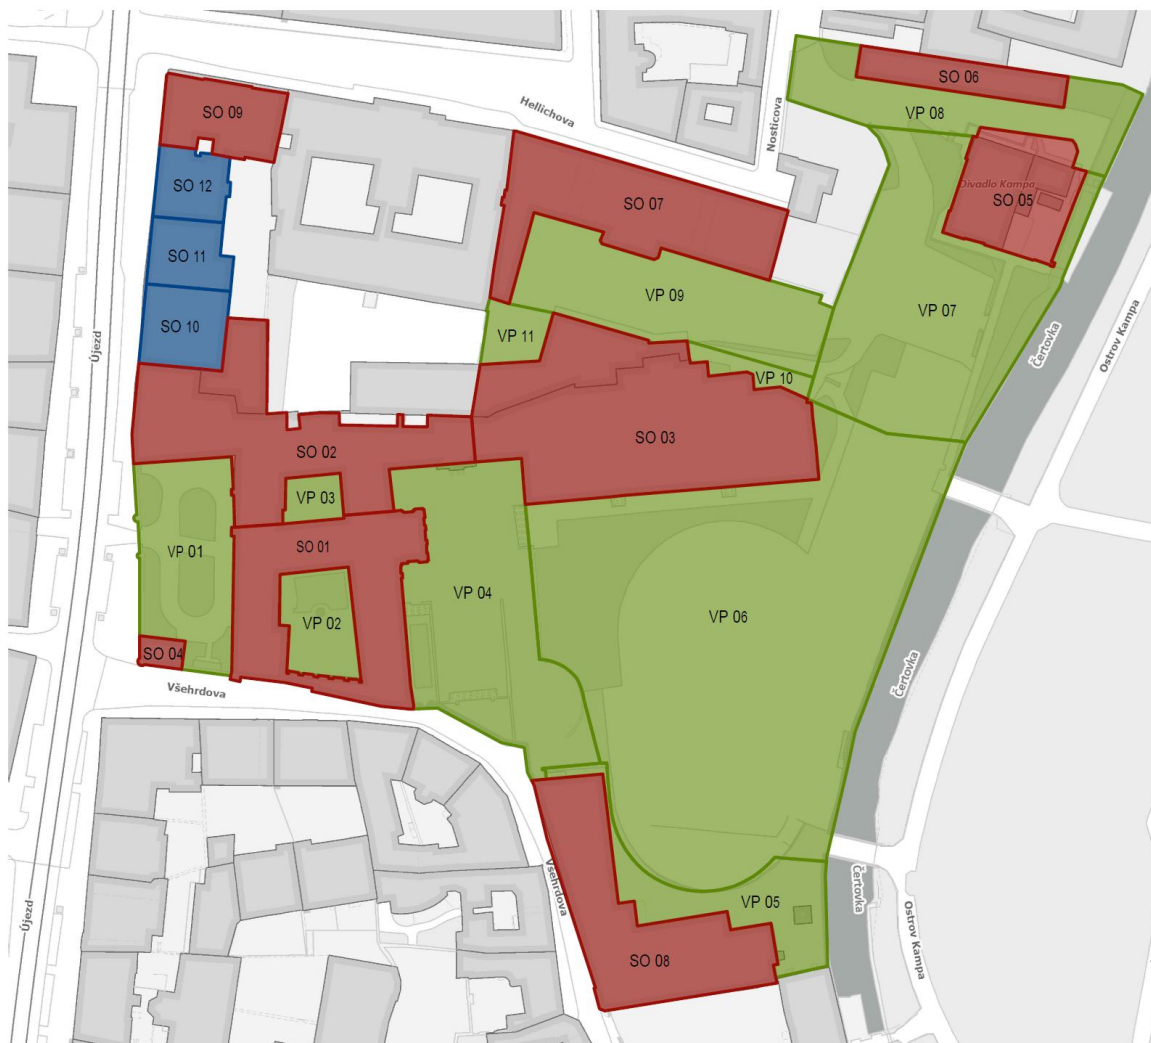 SO 06
SO 09
VP 08
Hellichova
Nosticova
SO 12
Divadlo Kampa
SO 05
SO 07
SO 11
VP 09
VP 07
SO 10
VP 11
Újezd
Čertovka
Ostrov Kampa
VP 10
SO 03
SO 02
VP 03
SO 01
VP 01
VP 04
VP 06
VP 02
SO 04
Všehrdova
Čertovka
Všehrdova
Čertovka
VP 05
Újezd
Ostrov Kampa
SO 08